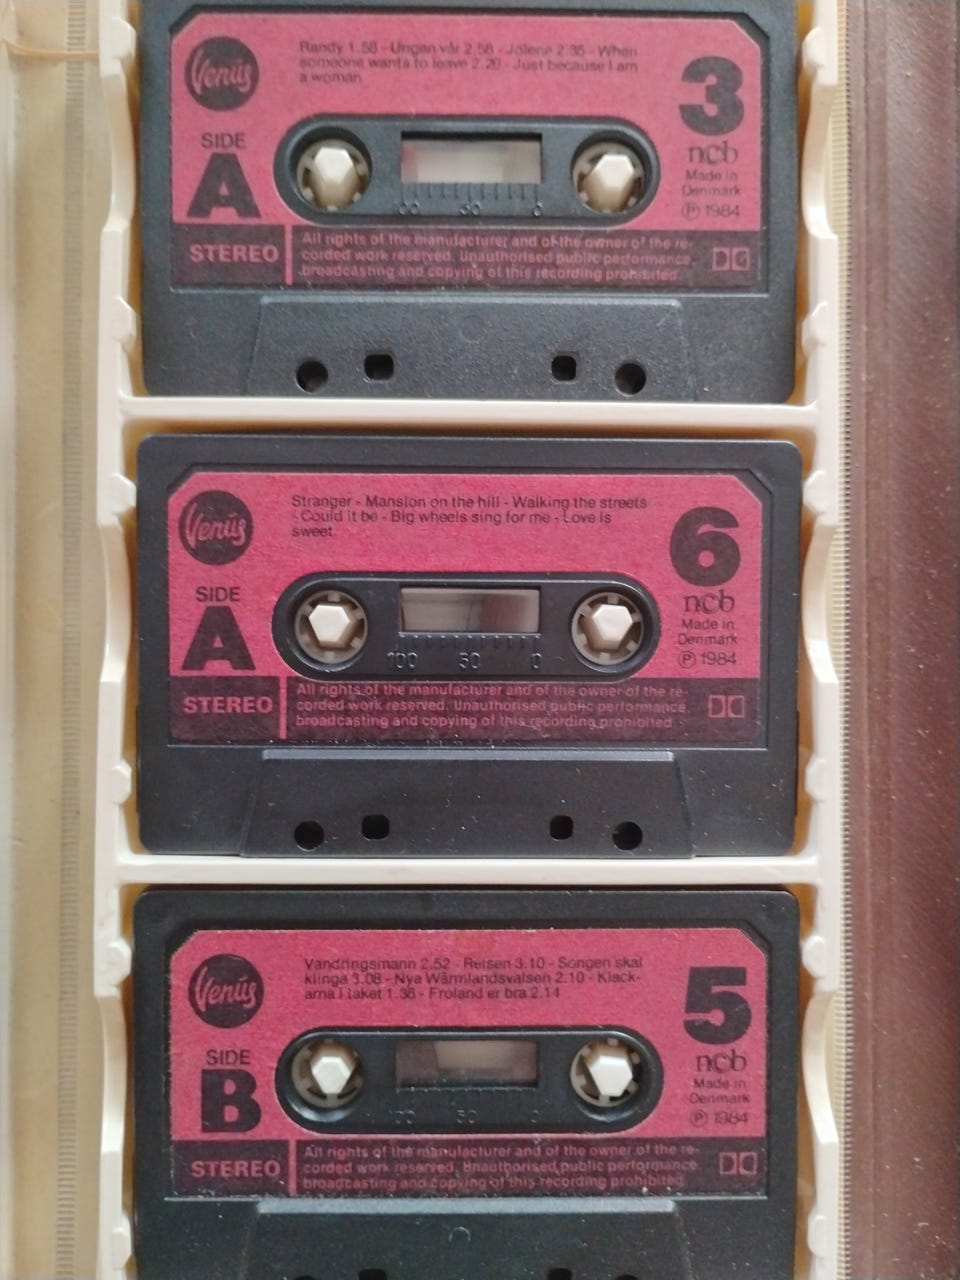 Venüs
Randy 1.58 - Ungen vår 2.58 - Jolene 2.35 - When
someone wants to leave 2.20 - Just because I am
a woman
3
SIDE
A
ncb
Made in
Denmark
Ⓟ 1984
100 50 0
STEREO
All rights of the manufacturer and of the owner of the re-
corded work reserved. Unauthorised public performance,
broadcasting and copying of this recording prohibited.
Venüs
Stranger - Mansion on the hill - Walking the streets
- Could it be - Big wheels sing for me - Love is
sweet
6
SIDE
A
ncb
Made in
Denmark
Ⓟ 1984
100 50 0
STEREO
All rights of the manufacturer and of the owner of the re-
corded work reserved. Unauthorised public performance,
broadcasting and copying of this recording prohibited
Venüs
Vandringsmann 2.52 - Reisen 3.10 - Songen skal
klinga 3.08 - Nya Wärmlandsvalsen 2.10 - Klack-
arna i taket 1.36 - Froland er bra 2.14
5
SIDE
B
ncb
Made in
Denmark
Ⓟ 1984
100 50 0
STEREO
All rights of the manufacturer and of the owner of the re-
corded work reserved. Unauthorised public performance
broadcasting and copying of this recording prohibited